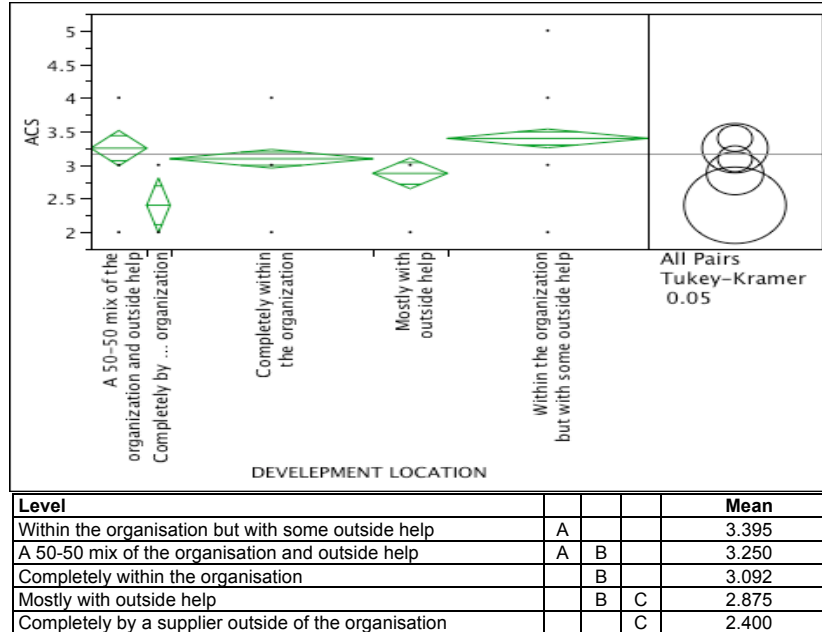 5
4.5
4
3.5
3
2.5
2
ACS
A 50-50 mix of the
organization and outside help
Completely by ... organization
Completely within
the organization
Mostly with
outside help
Within the organization
but with some outside help
All Pairs
Tukey-Kramer
0.05
DEVELEPMENT LOCATION
Level Mean
Within the organisation but with some outside help A 3.395
A 50-50 mix of the organisation and outside help A B 3.250
Completely within the organisation B 3.092
Mostly with outside help B C 2.875
Completely by a supplier outside of the organisation C 2.400